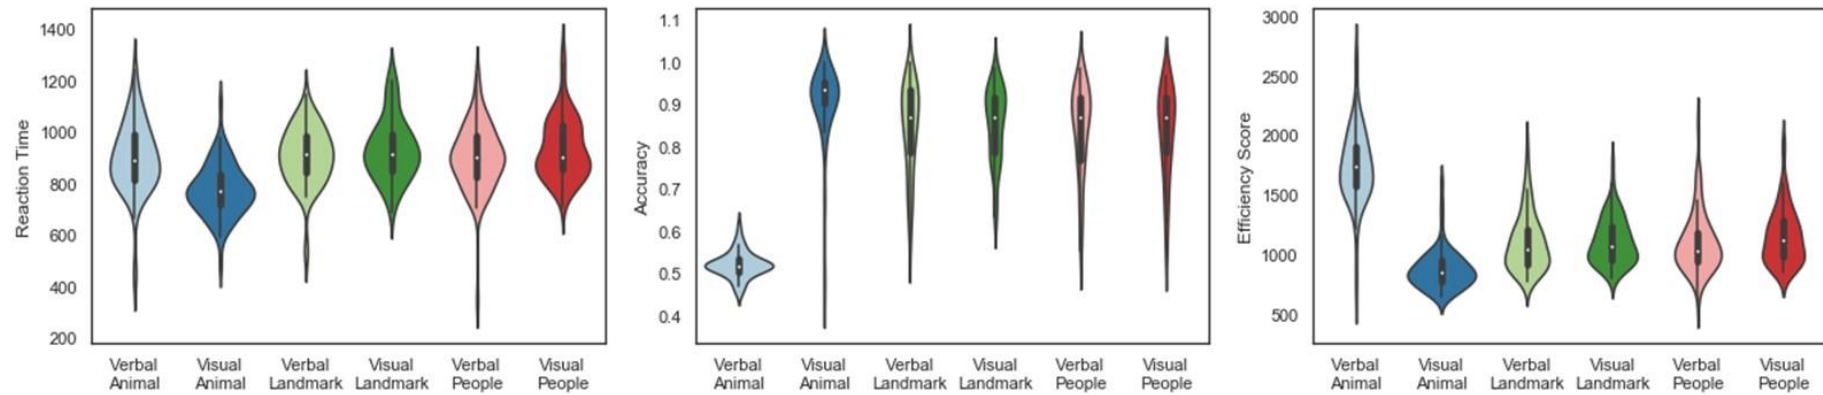 Reaction Time
1400
1200
1000
800
600
400
200
Verbal Animal
Visual Animal
Verbal Landmark
Visual Landmark
Verbal People
Visual People
Accuracy
1.1
1.0
0.9
0.8
0.7
0.6
0.5
0.4
Verbal Animal
Visual Animal
Verbal Landmark
Visual Landmark
Verbal People
Visual People
Efficiency Score
3000
2500
2000
1500
1000
500
Verbal Animal
Visual Animal
Verbal Landmark
Visual Landmark
Verbal People
Visual People